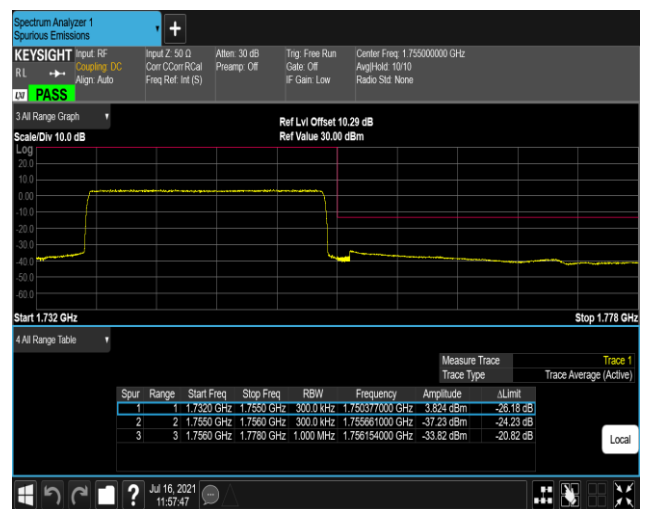 Spectrum Analyzer 1
Spurious Emissions
+
KEYSIGHT Input: RF Input Z: 50 Ω Atten: 30 dB Trig: Free Run Center Freq: 1.755000000 GHz
RL Coupling: DC Corr CCorr RCal Preamp: Off Gate: Off Avg|Hold: 10/10
Align: Auto Freq Ref: Int (S) IF Gain: Low Radio Std: None
LXI PASS
3 All Range Graph
Ref Lvl Offset 10.29 dB
Scale/Div 10.0 dB Ref Value 30.00 dBm
Log
20.0
10.0
0.00
-10.0
-20.0
-30.0
-40.0
-50.0
-60.0
Start 1.732 GHz Stop 1.778 GHz
4 All Range Table
Measure Trace Trace 1
Trace Type Trace Average (Active)
Spur Range Start Freq Stop Freq RBW Frequency Amplitude ΔLimit
1 1 1.7320 GHz 1.7550 GHz 300.0 kHz 1.750377000 GHz 3.824 dBm -26.18 dB
2 2 1.7550 GHz 1.7560 GHz 300.0 kHz 1.755661000 GHz -37.23 dBm -24.23 dB
3 3 1.7560 GHz 1.7780 GHz 1.000 MHz 1.756154000 GHz -33.82 dBm -20.82 dB
Local
? Jul 16, 2021
11:57:47